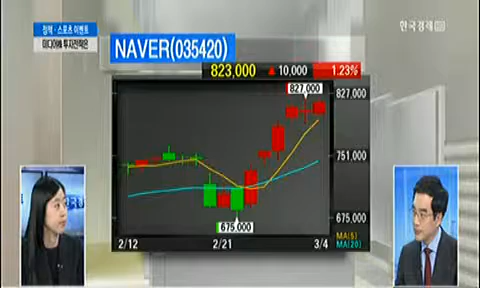 정책·스포츠 이벤트
미디어株 투자전략은
한국경제TV
NAVER(035420)
823,000 ▲ 10,000 1.23%
827,000
827,000
751,000
675,000
675,000
2/12 2/21 3/4
MA(5)
MA(20)